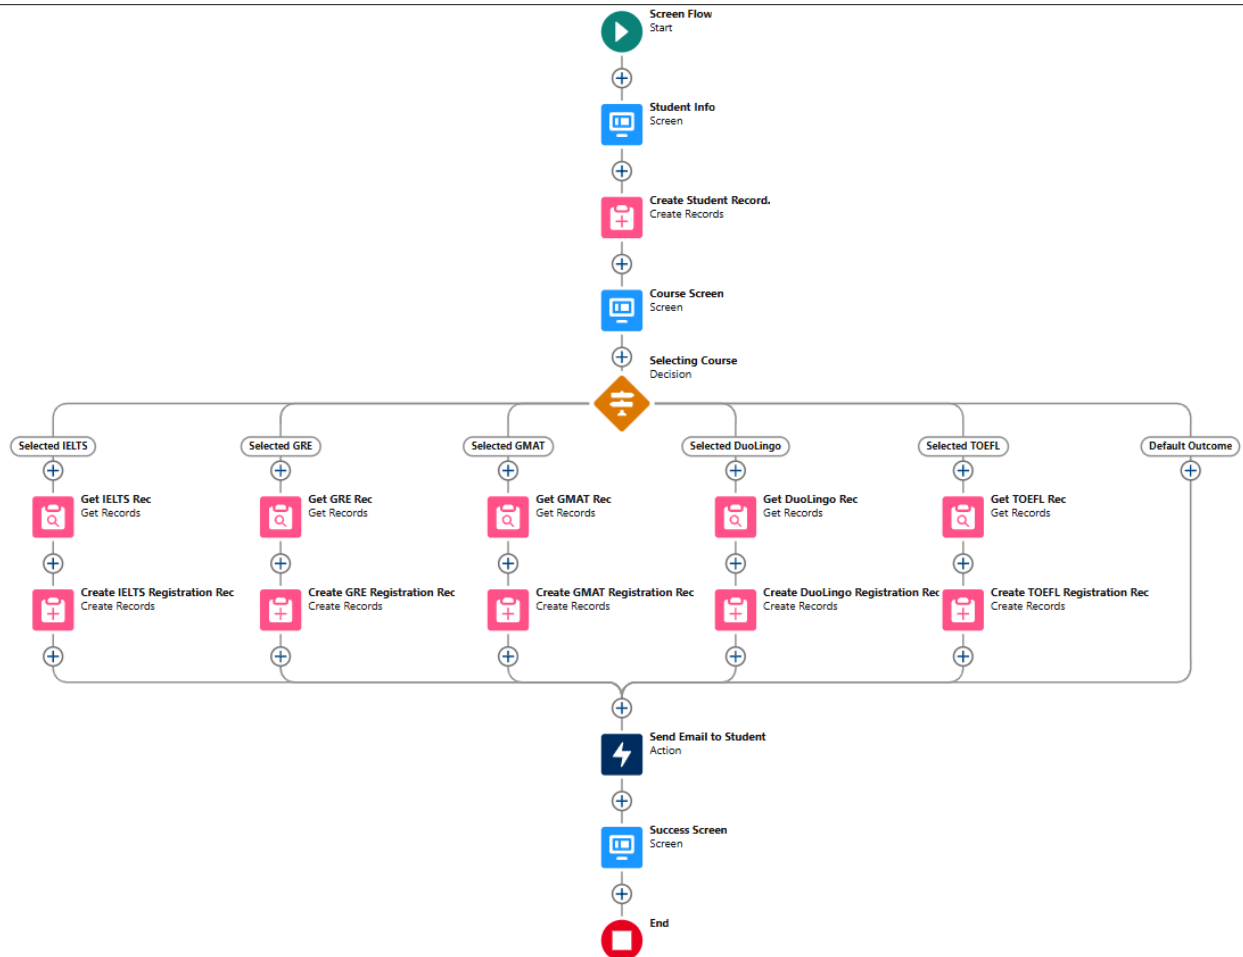 Screen Flow
Start
Student Info
Screen
Create Student Record.
Create Records
Course Screen
Screen
Selecting Course
Decision
Selected IELTS
Selected GRE
Selected GMAT
Selected DuoLingo
Selected TOEFL
Default Outcome
Get IELTS Rec
Get Records
Get GRE Rec
Get Records
Get GMAT Rec
Get Records
Get DuoLingo Rec
Get Records
Get TOEFL Rec
Get Records
Create IELTS Registration Rec
Create Records
Create GRE Registration Rec
Create Records
Create GMAT Registration Rec
Create Records
Create DuoLingo Registration Rec
Create Records
Create TOEFL Registration Rec
Create Records
Send Email to Student
Action
Success Screen
Screen
End